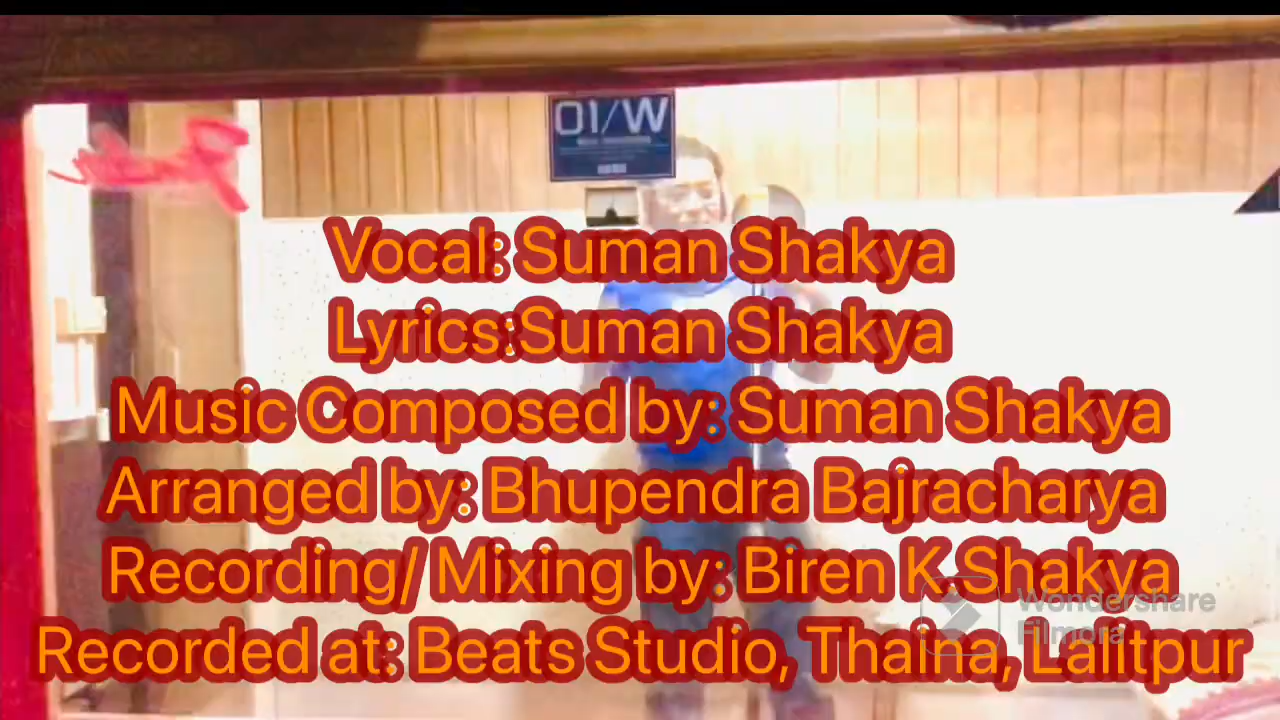 01/W
Vocal: Suman Shakya
Lyrics:Suman Shakya
Music Composed by: Suman Shakya
Arranged by: Bhupendra Bajracharya
Recording/ Mixing by: Biren K Shakya
Wondershare
Filmora
Recorded at: Beats Studio, Thaina, Lalitpur